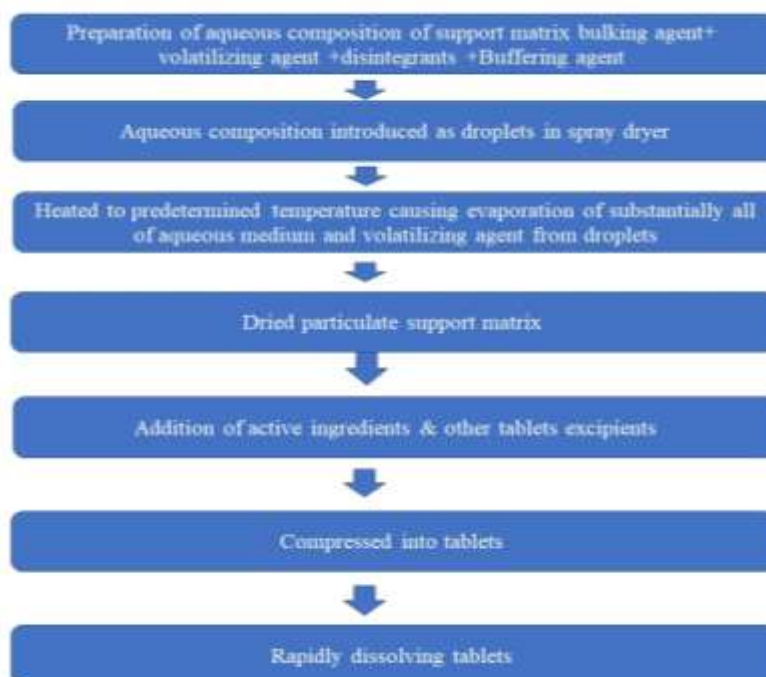 Preparation of aqueous composition of support matrix bulking agent+
volatilizing agent +disintegrants +Buffering agent
Aqueous composition introduced as droplets in spray dryer
Heated to predetermined temperature causing evaporation of substantially all
of aqueous medium and volatilizing agent from droplets
Dried particulate support matrix
Addition of active ingredients & other tablets excipients
Compressed into tablets
Rapidly dissolving tablets